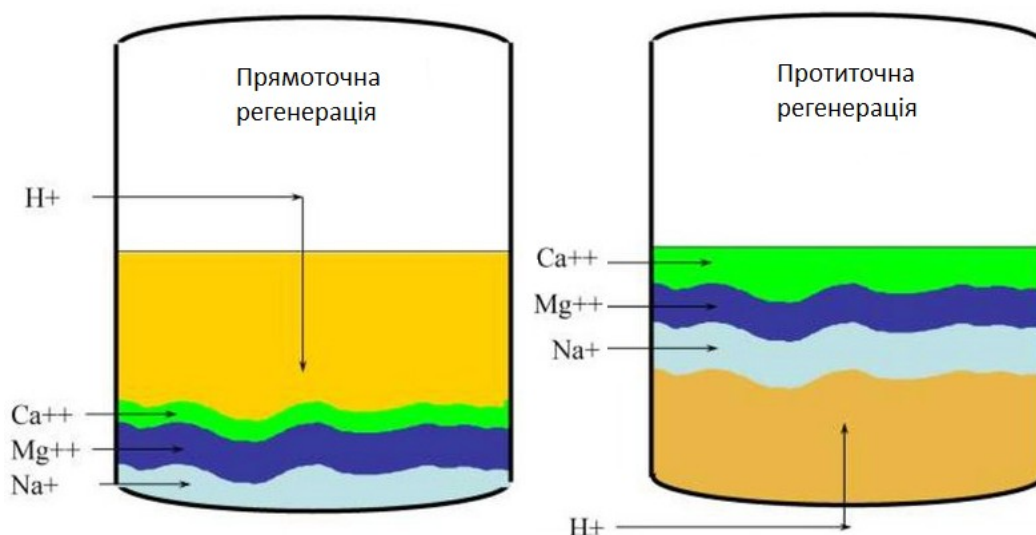 Прямоточна
регенерація
H+
Ca++
Mg++
Na+
Протиточна
регенерація
Ca++
Mg++
Na+
H+